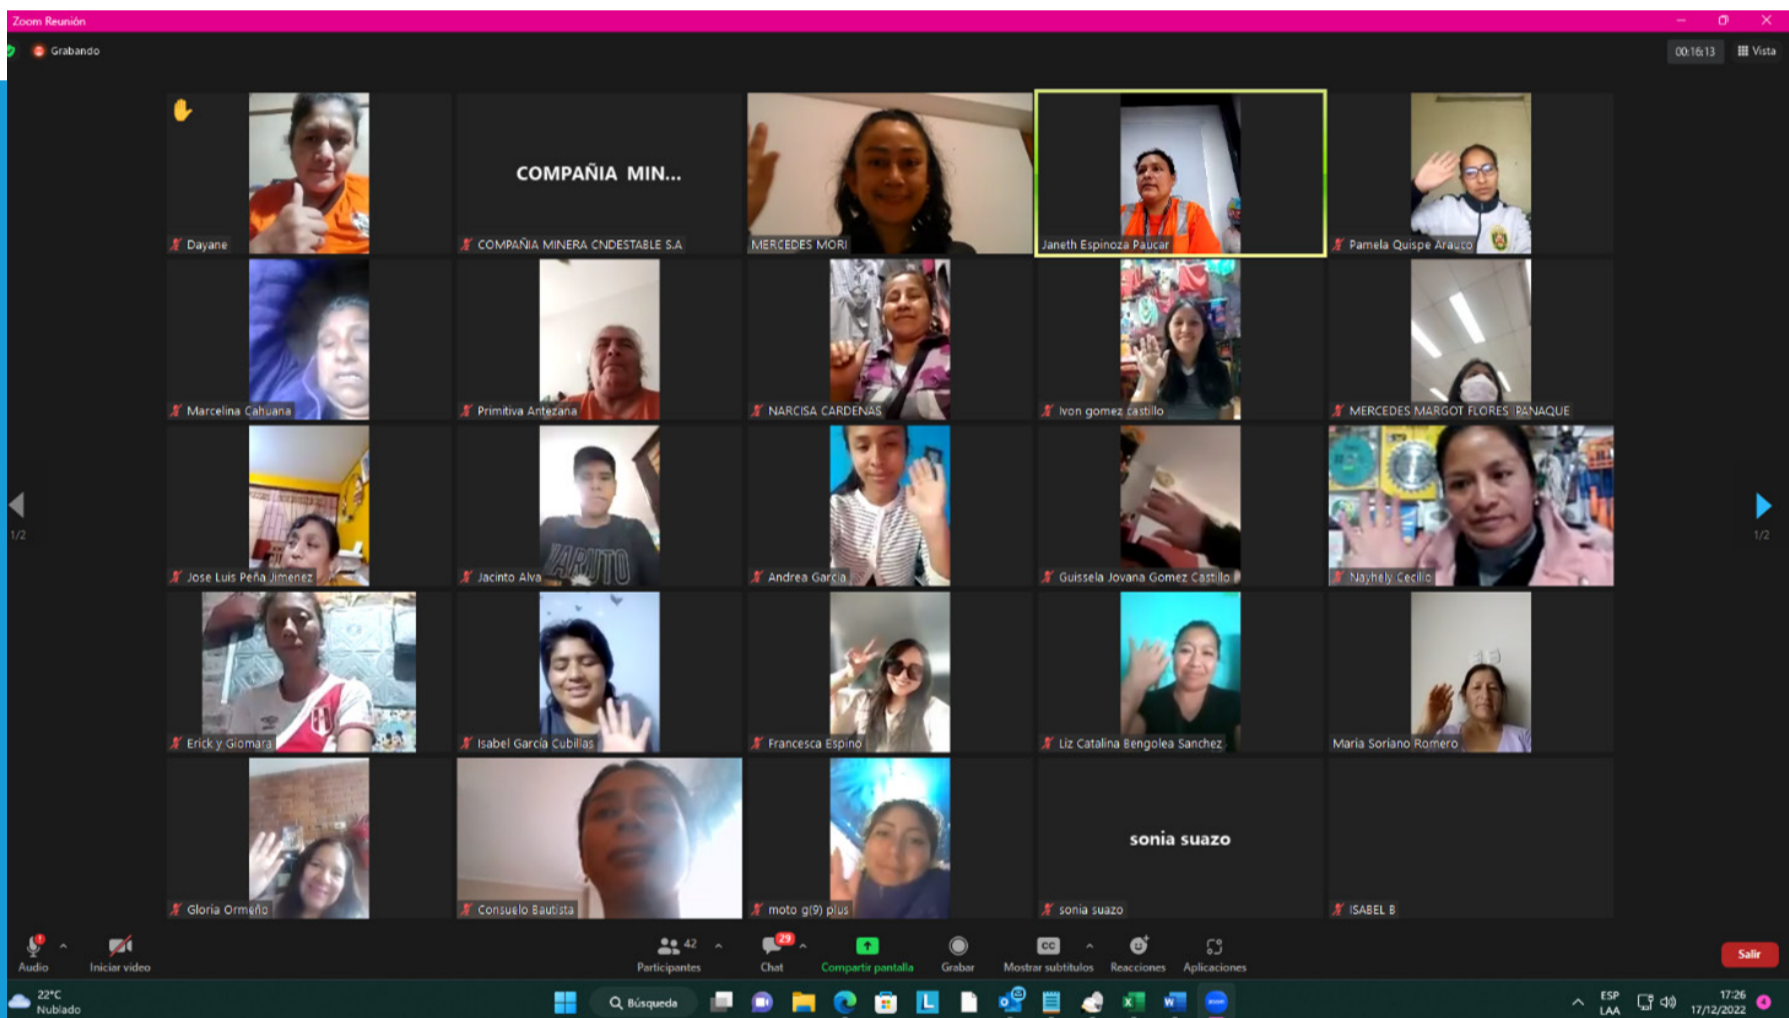 Zoom Reunión
Grabando
00:16:13
Vista
Dayane
COMPAÑIA MIN...
COMPAÑIA MINERA CNDESTABLE S.A
MERCEDES MORI
Janeth Espinoza Paucar
Pamela Quispe Arauco
Marcelina Cahuana
Primitiva Antezana
NARCISA CARDENAS
Ivon gomez castillo
MERCEDES MARGOT FLORES PANAQUE
1/2
Jose Luis Peña Jimenez
Jacinto Alva
NARUTO
Andrea Garcia
Guissela Jovana Gomez Castillo
Nayhely Cecilio
1/2
Erick y Giomara
Isabel García Cubillas
Francesca Espino
Liz Catalina Bengolea Sanchez
Maria Soriano Romero
Gloria Ormeño
Consuelo Bautista
moto g(9) plus
sonia suazo
sonia suazo
ISABEL B
Audio
Iniciar video
42
Participantes
29
Chat
Compartir pantalla
Grabar
CC
Mostrar subtítulos
Reacciones
Aplicaciones
Salir
22°C
Nublado
Búsqueda
ESP
LAA
17:26
17/12/2022
4